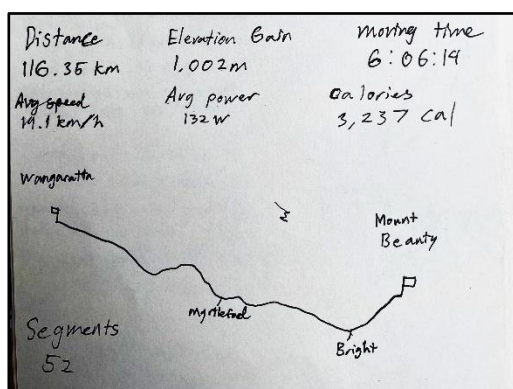 Distance
116.35 km
Elevation Gain
1,002m
Moving time
6:06:14
Avg speed
19.1 km/h
Avg power
132 W
Calories
3,237 Cal
Wangaratta
Mount
Beauty
Myrtleford
Bright
Segments
52